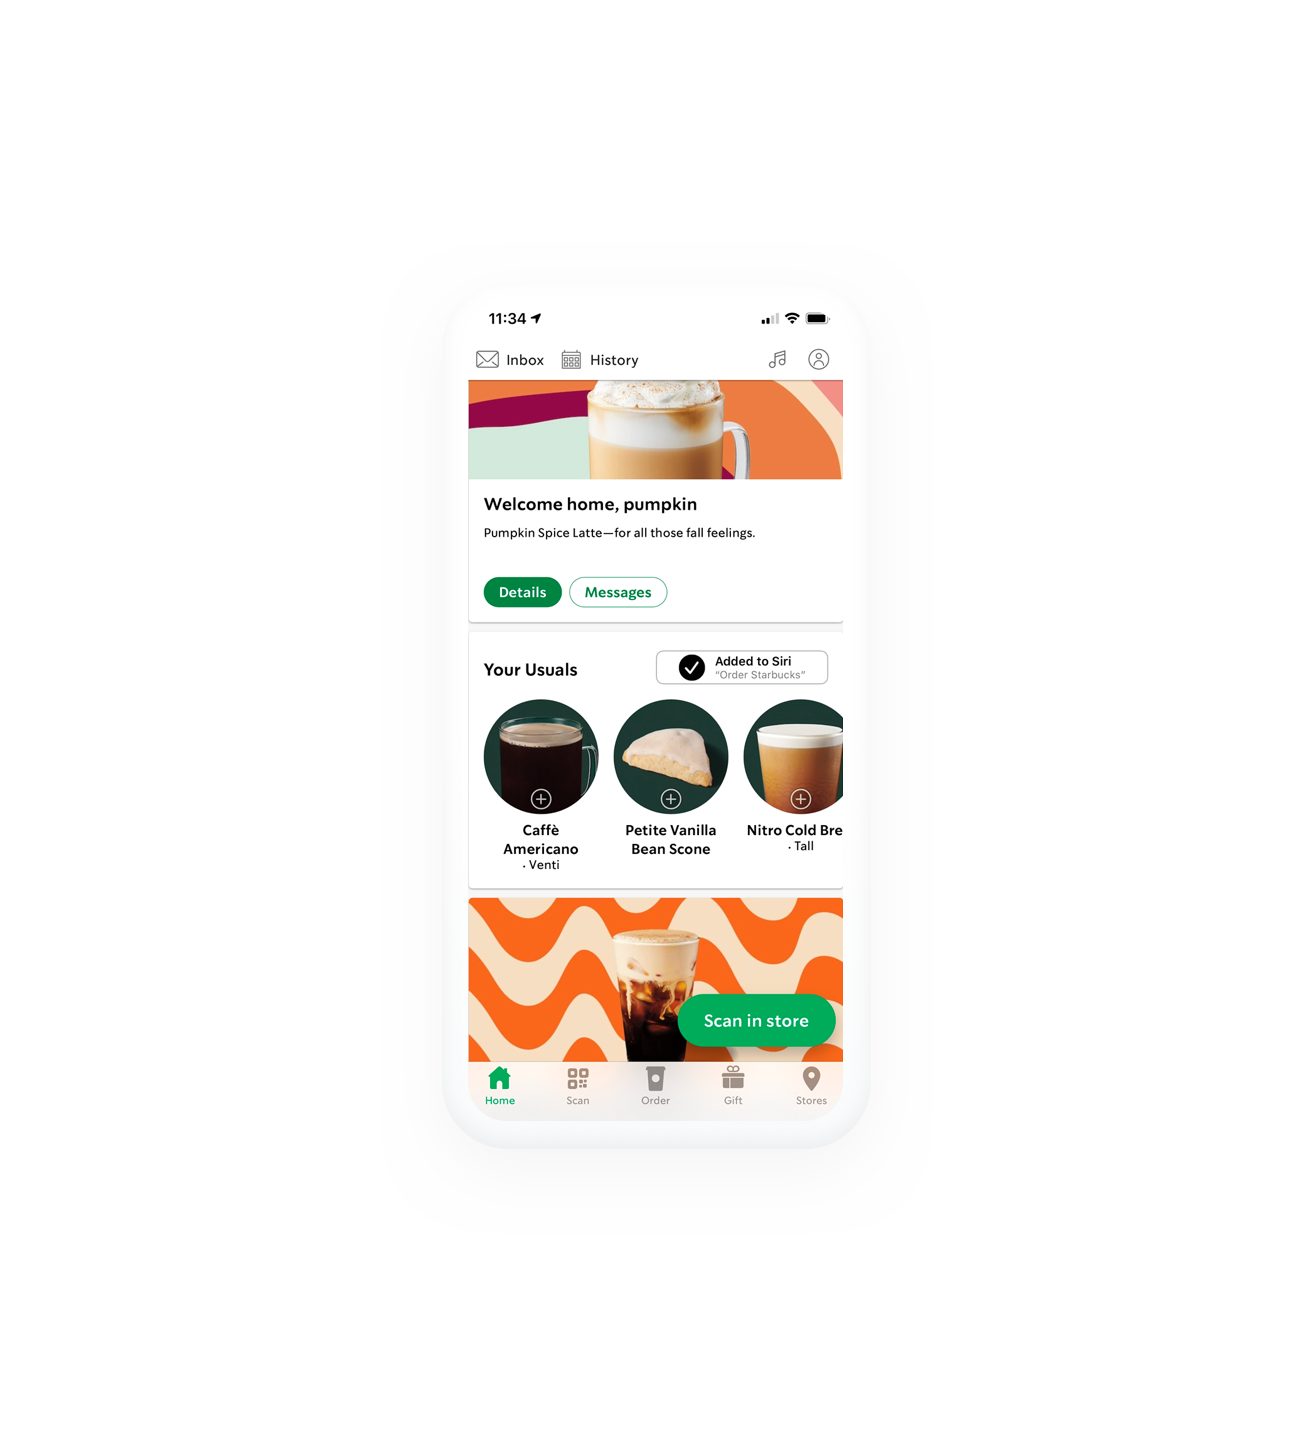 11:34
Inbox
History
Welcome home, pumpkin
Pumpkin Spice Latte—for all those fall feelings.
Details
Messages
Your Usuals
Added to Siri
“Order Starbucks”
Caffè
Americano
· Venti
Petite Vanilla
Bean Scone
Nitro Cold Bre
· Tall
Scan in store
Home
Scan
Order
Gift
Stores